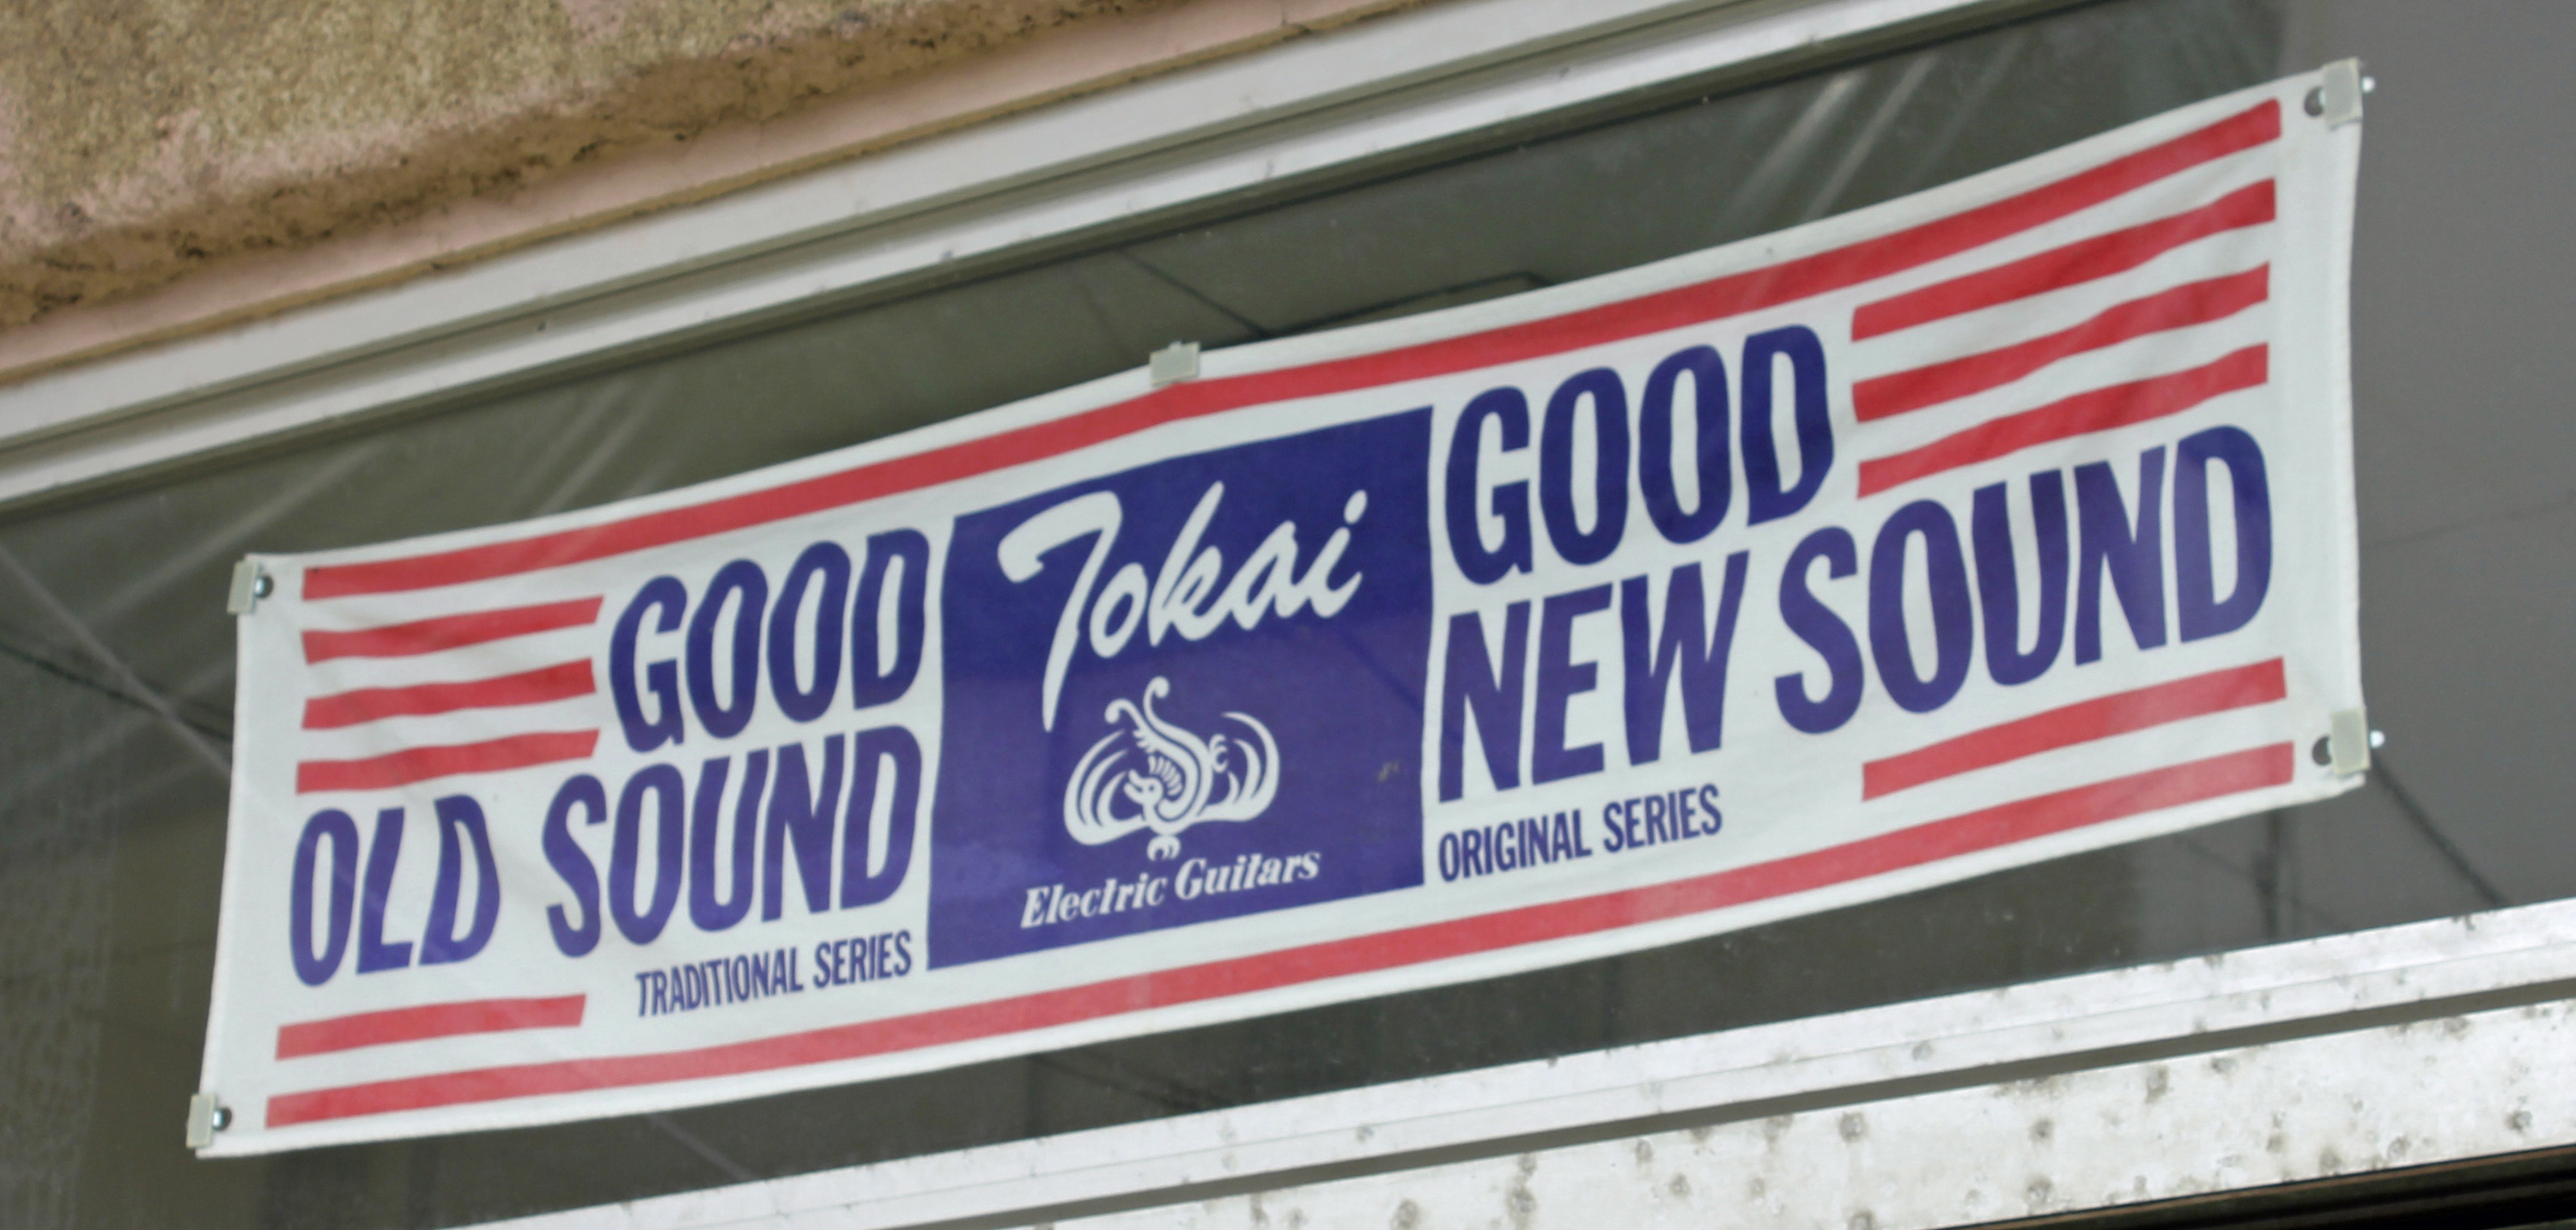 GOOD
OLD SOUND
TRADITIONAL SERIES
Tokai
Electric Guitars
GOOD
NEW SOUND
ORIGINAL SERIES